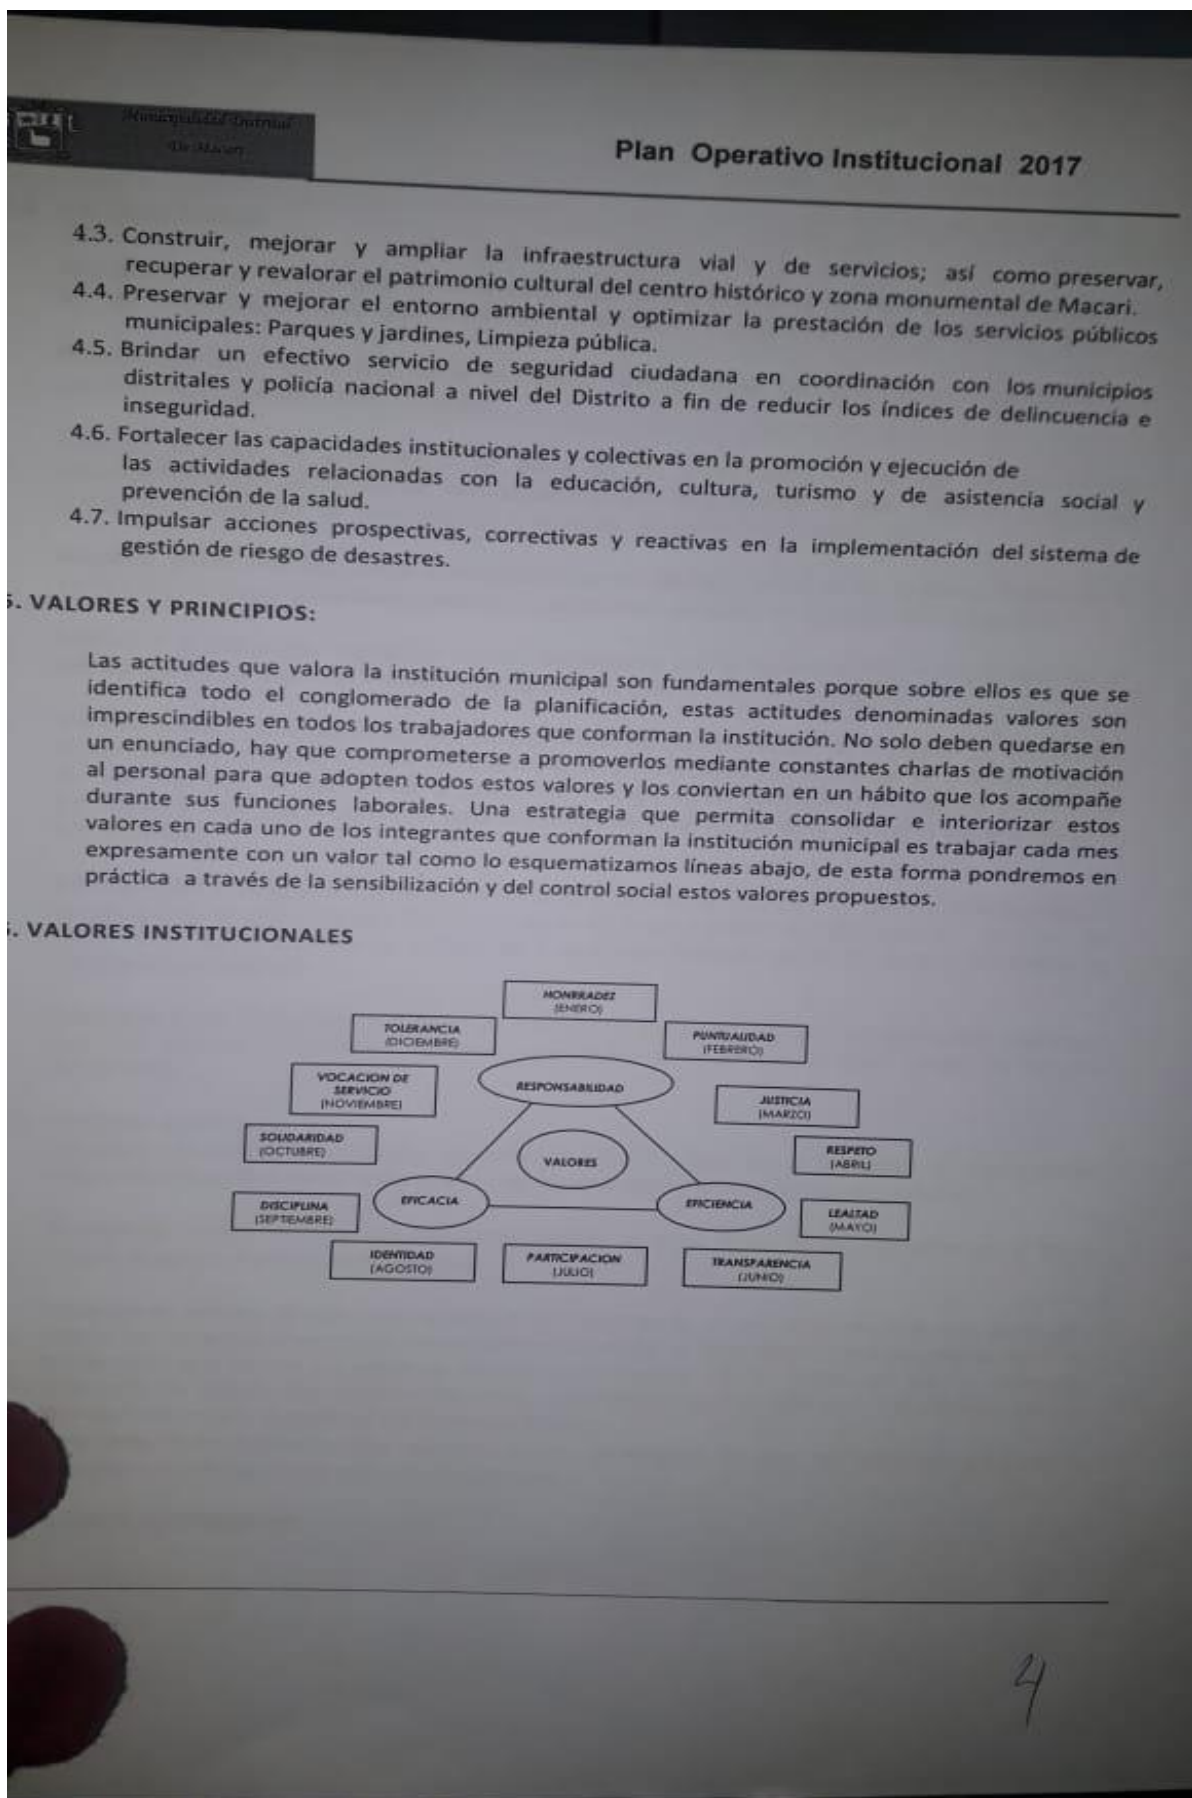 Municipalidad Distrital
De Macari
Plan Operativo Institucional 2017
4.3. Construir, mejorar y ampliar la infraestructura vial y de servicios; así como preservar,
recuperar y revalorar el patrimonio cultural del centro histórico y zona monumental de Macari.
4.4. Preservar y mejorar el entorno ambiental y optimizar la prestación de los servicios públicos
municipales: Parques y jardines, Limpieza pública.
4.5. Brindar un efectivo servicio de seguridad ciudadana en coordinación con los municipios
distritales y policía nacional a nivel del Distrito a fin de reducir los índices de delincuencia e
inseguridad.
4.6. Fortalecer las capacidades institucionales y colectivas en la promoción y ejecución de
las actividades relacionadas con la educación, cultura, turismo y de asistencia social y
prevención de la salud.
4.7. Impulsar acciones prospectivas, correctivas y reactivas en la implementación del sistema de
gestión de riesgo de desastres.
5. VALORES Y PRINCIPIOS:
Las actitudes que valora la institución municipal son fundamentales porque sobre ellos es que se
identifica todo el conglomerado de la planificación, estas actitudes denominadas valores son
imprescindibles en todos los trabajadores que conforman la institución. No solo deben quedarse en
un enunciado, hay que comprometerse a promoverlos mediante constantes charlas de motivación
al personal para que adopten todos estos valores y los conviertan en un hábito que los acompañe
durante sus funciones laborales. Una estrategia que permita consolidar e interiorizar estos
valores en cada uno de los integrantes que conforman la institución municipal es trabajar cada mes
expresamente con un valor tal como lo esquematizamos líneas abajo, de esta forma pondremos en
práctica a través de la sensibilización y del control social estos valores propuestos.
. VALORES INSTITUCIONALES
HONRRADEZ
(ENERO)
TOLERANCIA
(DICIEMBRE)
PUNTUALIDAD
(FEBRERO)
VOCACION DE
SERVICIO
(NOVIEMBRE)
RESPONSABILIDAD
JUSTICIA
(MARZO)
SOLIDARIDAD
(OCTUBRE)
VALORES
RESPETO
(ABRIL)
DISCIPLINA
(SEPTIEMBRE)
EFICACIA
EFICIENCIA
LEALTAD
(MAYO)
IDENTIDAD
(AGOSTO)
PARTICIPACION
(JULIO)
TRANSPARENCIA
(JUNIO)
4